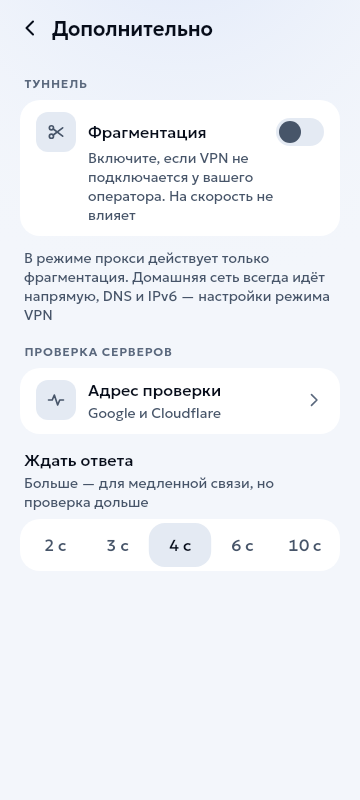 Дополнительно
ТУННЕЛЬ
Фрагментация
Включите, если VPN не
подключается у вашего
оператора. На скорость не
влияет
В режиме прокси действует только
фрагментация. Домашняя сеть всегда идёт
напрямую, DNS и IPv6 — настройки режима
VPN
ПРОВЕРКА СЕРВЕРОВ
Адрес проверки
Google и Cloudflare
Ждать ответа
Больше — для медленной связи, но
проверка дольше
2 с 3 с 4 с 6 с 10 с